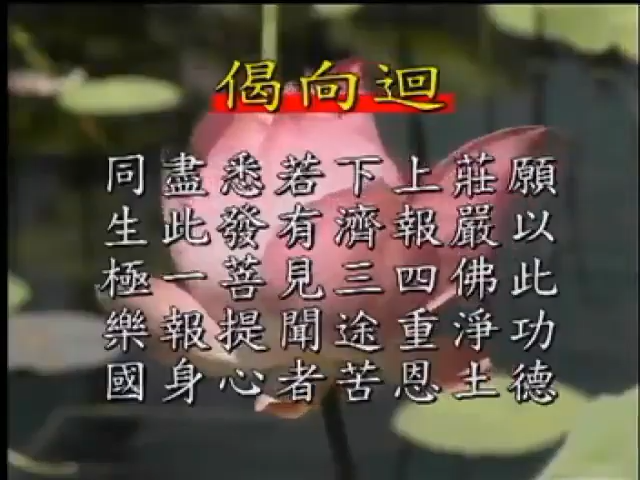 迴向偈
願以此功德
莊嚴佛淨土
上報四重恩
下濟三途苦
若有見聞者
悉發菩提心
盡此一報身
同生極樂國